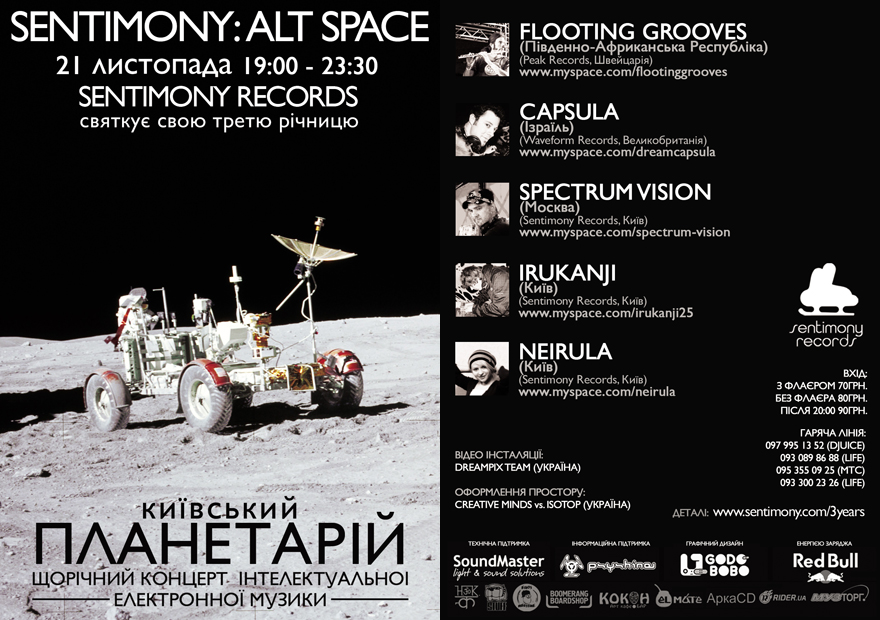 SENTIMONY: ALT SPACE
21 листопада 19:00 - 23:30
SENTIMONY RECORDS
святкує свою третю річницю
київський
ПЛАНЕТАРІЙ
ЩОРІЧНИЙ КОНЦЕРТ ІНТЕЛЕКТУАЛЬНОІ
ЕЛЕКТРОННОЇ МУЗИКИ
FLOOTING GROOVES
(Південно-Африканська Республіка)
(Peak Records, Швейцарія)
www.myspace.com/flootinggrooves
CAPSULA
(Ізраїль)
(Waveform Records, Великобританія)
www.myspace.com/dreamcapsula
SPECTRUM VISION
(Москва)
(Sentimony Records, Київ)
www.myspace.com/spectrum-vision
IRUKANJI
(Київ)
(Sentimony Records, Київ)
www.myspace.com/irukanji25
NEIRULA
(Київ)
(Sentimony Records, Київ)
www.myspace.com/neirula
sentimony
records
ВХІД:
З ФЛАЄРОМ 70ГРН.
БЕЗ ФЛАЄРА 80ГРН.
ПІСЛЯ 20:00 90ГРН.
ГАРЯЧА ЛІНІЯ:
097 995 13 52 (DJUICE)
093 089 86 88 (LIFE)
095 355 09 25 (МТС)
093 300 23 26 (LIFE)
ВІДЕО ІНСТАЛЯЦІЇ:
DREAMPIX TEAM (УКРАЇНА)
ОФОРМЛЕННЯ ПРОСТОРУ:
CREATIVE MINDS vs. ISOTOP (УКРАЇНА)
ДЕТАЛІ: www.sentimony.com/3years
ТЕХНІЧНА ПІДТРИМКА
SoundMaster
light & sound solutions
ІНФОРМАЦІЙНА ПІДТРИМКА
ГРАФІЧНИЙ ДИЗАЙН
GODO
BOBO
ЕНЕРГІЄЮ ЗАРЯДЖА
Red Bull
BOOMERANG
BOARDSHOP
КОКОН
ЕLМАТЕ
АркаCD
RIDER.UA
МУЗТОРГ.